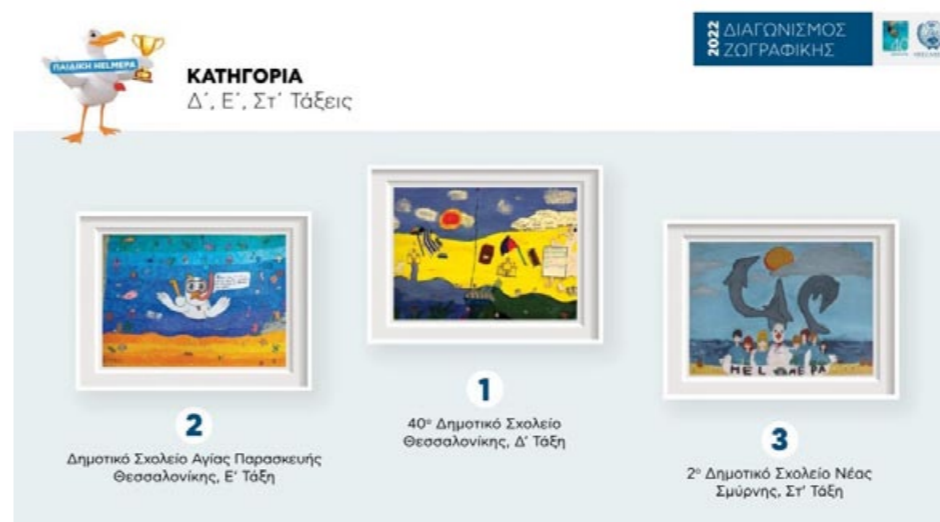 2022 ΔΙΑΓΩΝΙΣΜΟΣ
ΖΩΓΡΑΦΙΚΗΣ
ΠΑΙΔΙΚΗ HELMEPA
ΚΑΤΗΓΟΡΙΑ
Δ΄, Ε΄, Στ΄ Τάξεις
HELMEPA
2
Δημοτικό Σχολείο Αγίας Παρασκευής
Θεσσαλονίκης, Ε' Τάξη
1
40ο Δημοτικό Σχολείο
Θεσσαλονίκης, Δ' Τάξη
3
2ο Δημοτικό Σχολείο Νέας
Σμύρνης, Στ' Τάξη